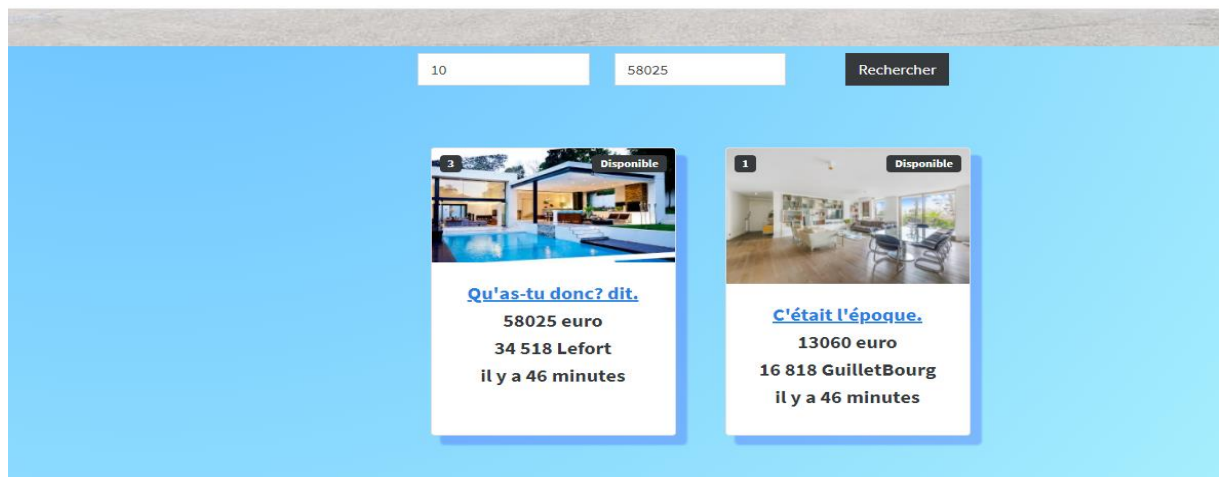 10
58025
Rechercher
3
Disponible
Qu'as-tu donc? dit.
58025 euro
34 518 Lefort
il y a 46 minutes
1
Disponible
C'était l'époque.
13060 euro
16 818 GuilletBourg
il y a 46 minutes